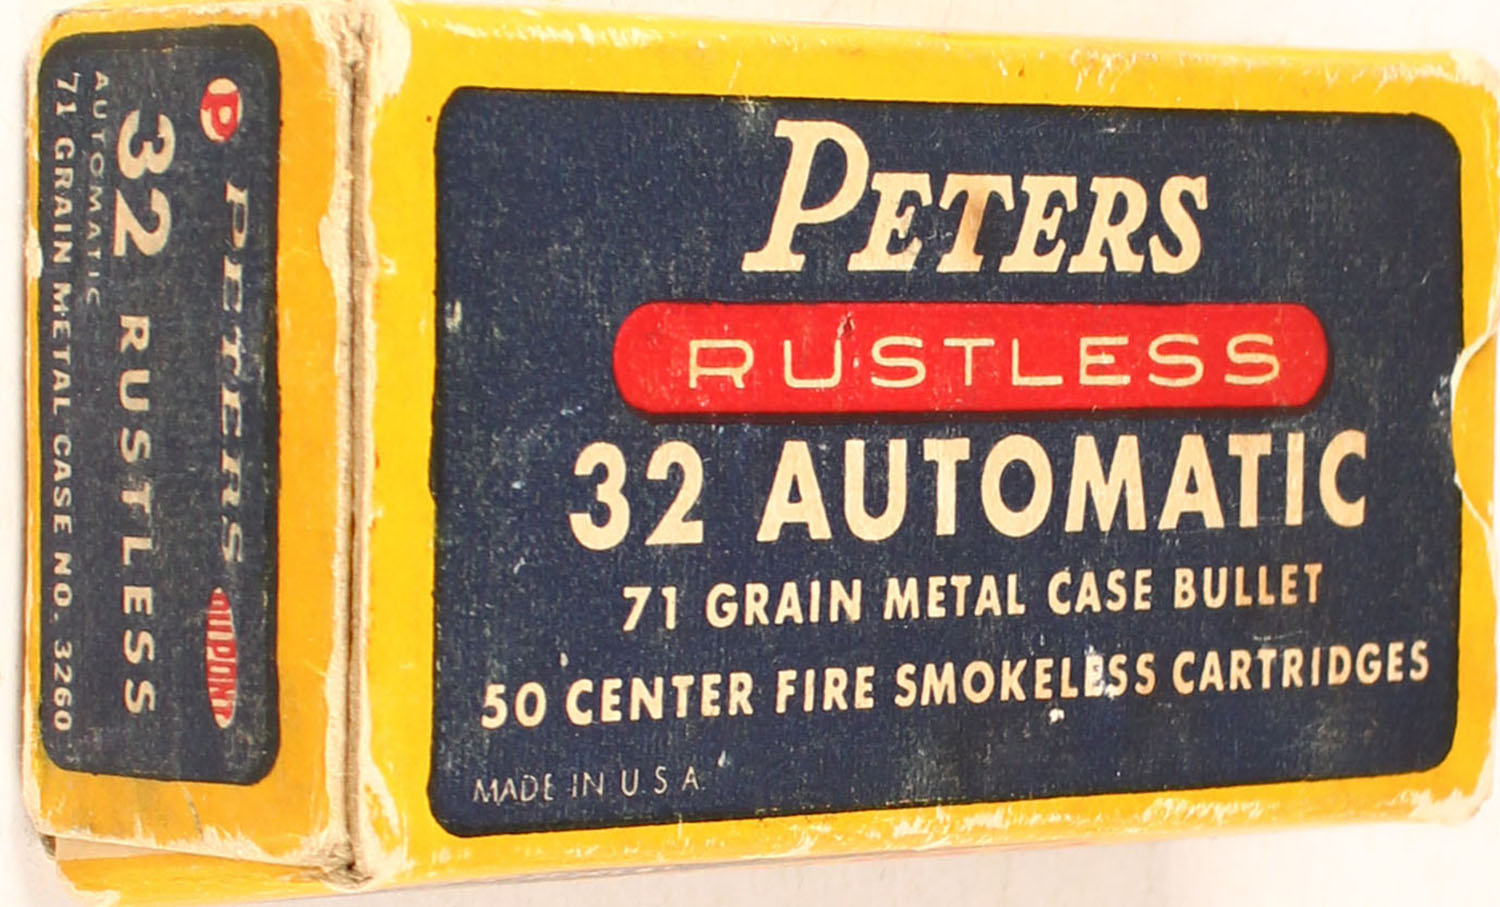 PETERS
RUSTLESS
32 AUTOMATIC
71 GRAIN METAL CASE BULLET
50 CENTER FIRE SMOKELESS CARTRIDGES
MADE IN U.S.A.
P PETERS
32 RUSTLESS
AUTOMATIC
71 GRAIN METAL CASE NO. 3260